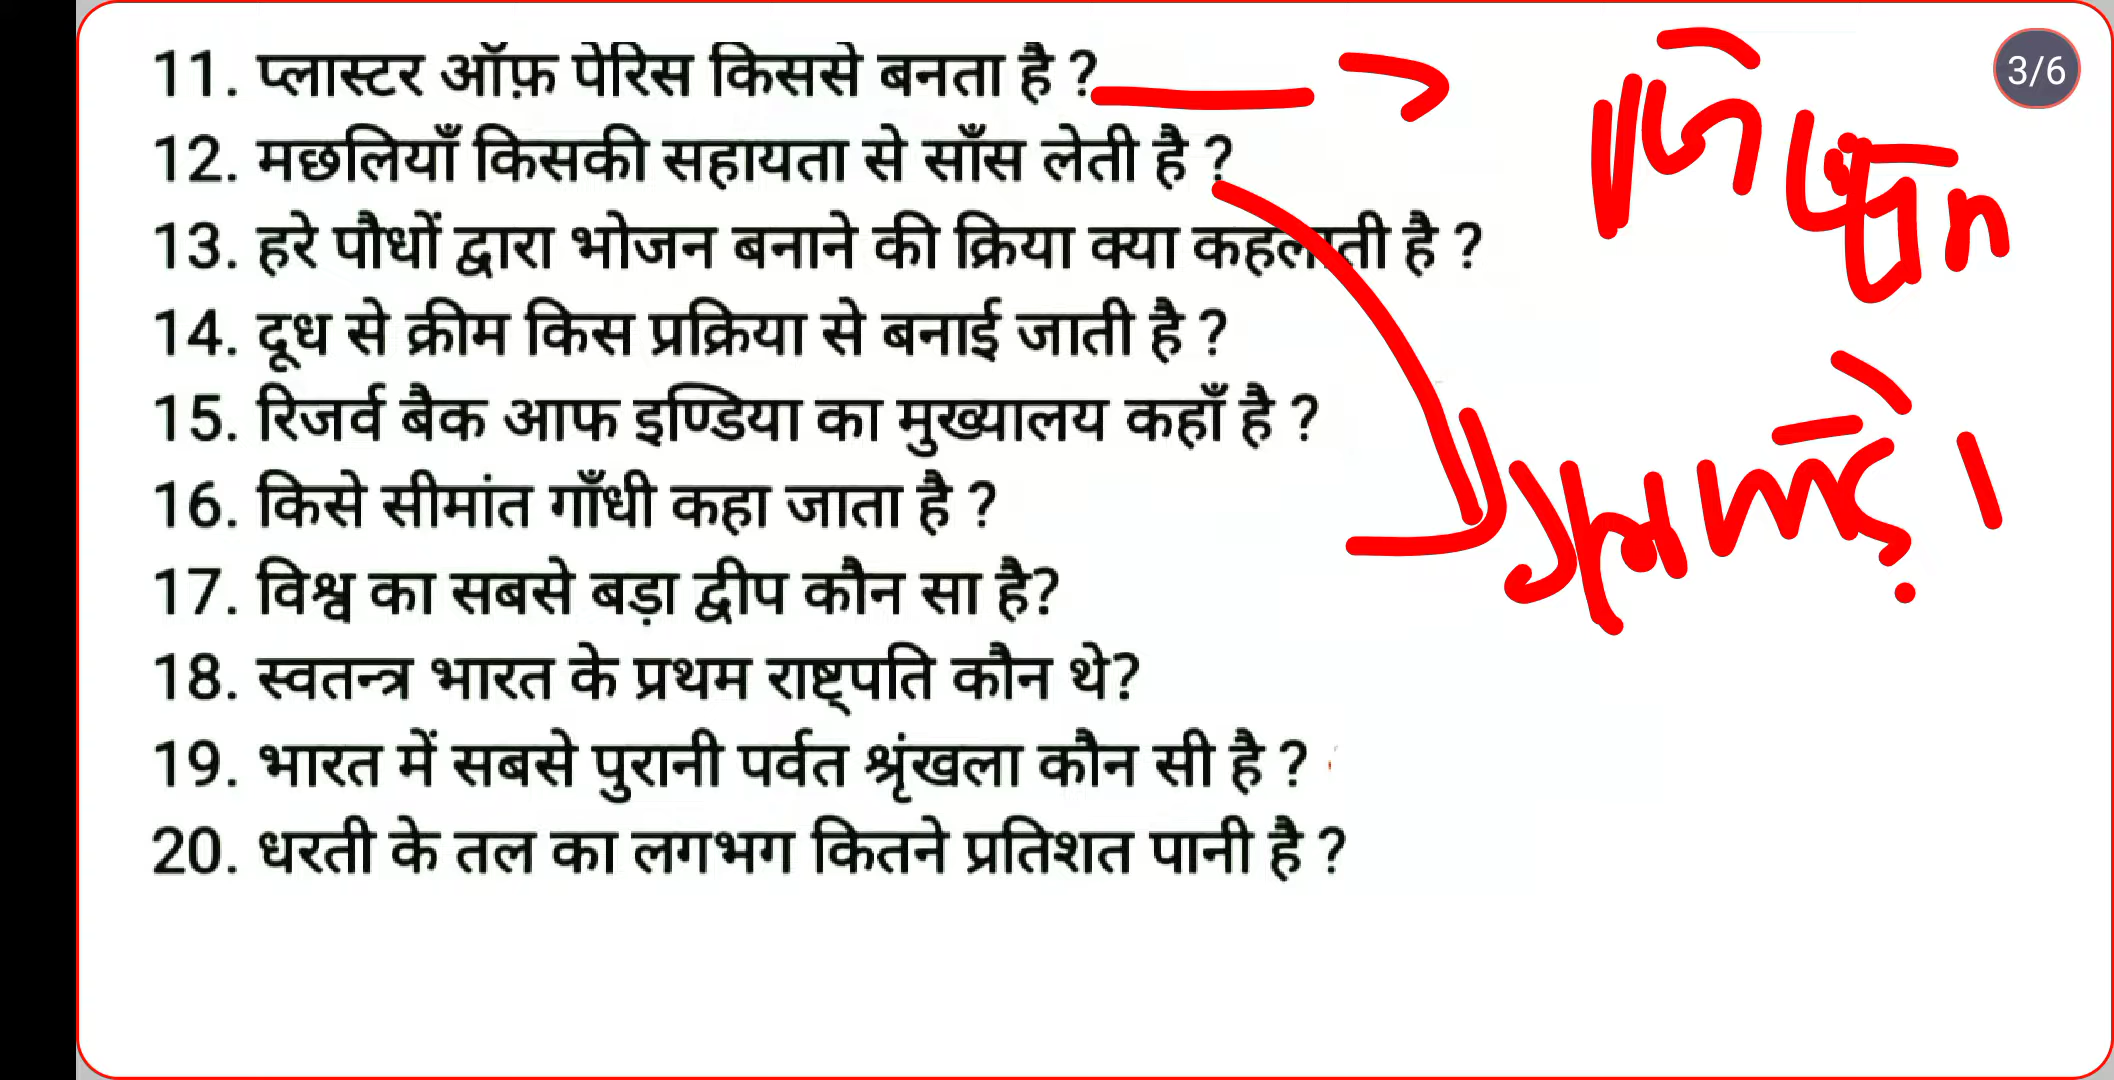 11. प्लास्टर ऑफ़ पेरिस किससे बनता है ?
3/6
12. मछलियाँ किसकी सहायता से साँस लेती है ?
13. हरे पौधों द्वारा भोजन बनाने की क्रिया क्या कहलाती है ?
14. दूध से क्रीम किस प्रक्रिया से बनाई जाती है ?
15. रिजर्व बैक आफ इण्डिया का मुख्यालय कहाँ है ?
16. किसे सीमांत गाँधी कहा जाता है ?
17. विश्व का सबसे बड़ा द्वीप कौन सा है?
18. स्वतन्त्र भारत के प्रथम राष्ट्पति कौन थे?
19. भारत में सबसे पुरानी पर्वत श्रृंखला कौन सी है ?
20. धरती के तल का लगभग कितने प्रतिशत पानी है ?